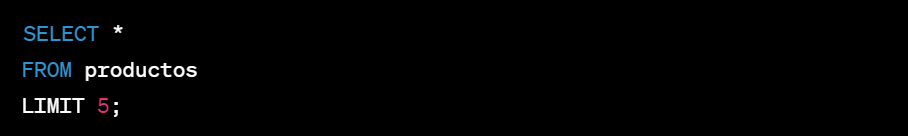 SELECT *
FROM productos
LIMIT 5;